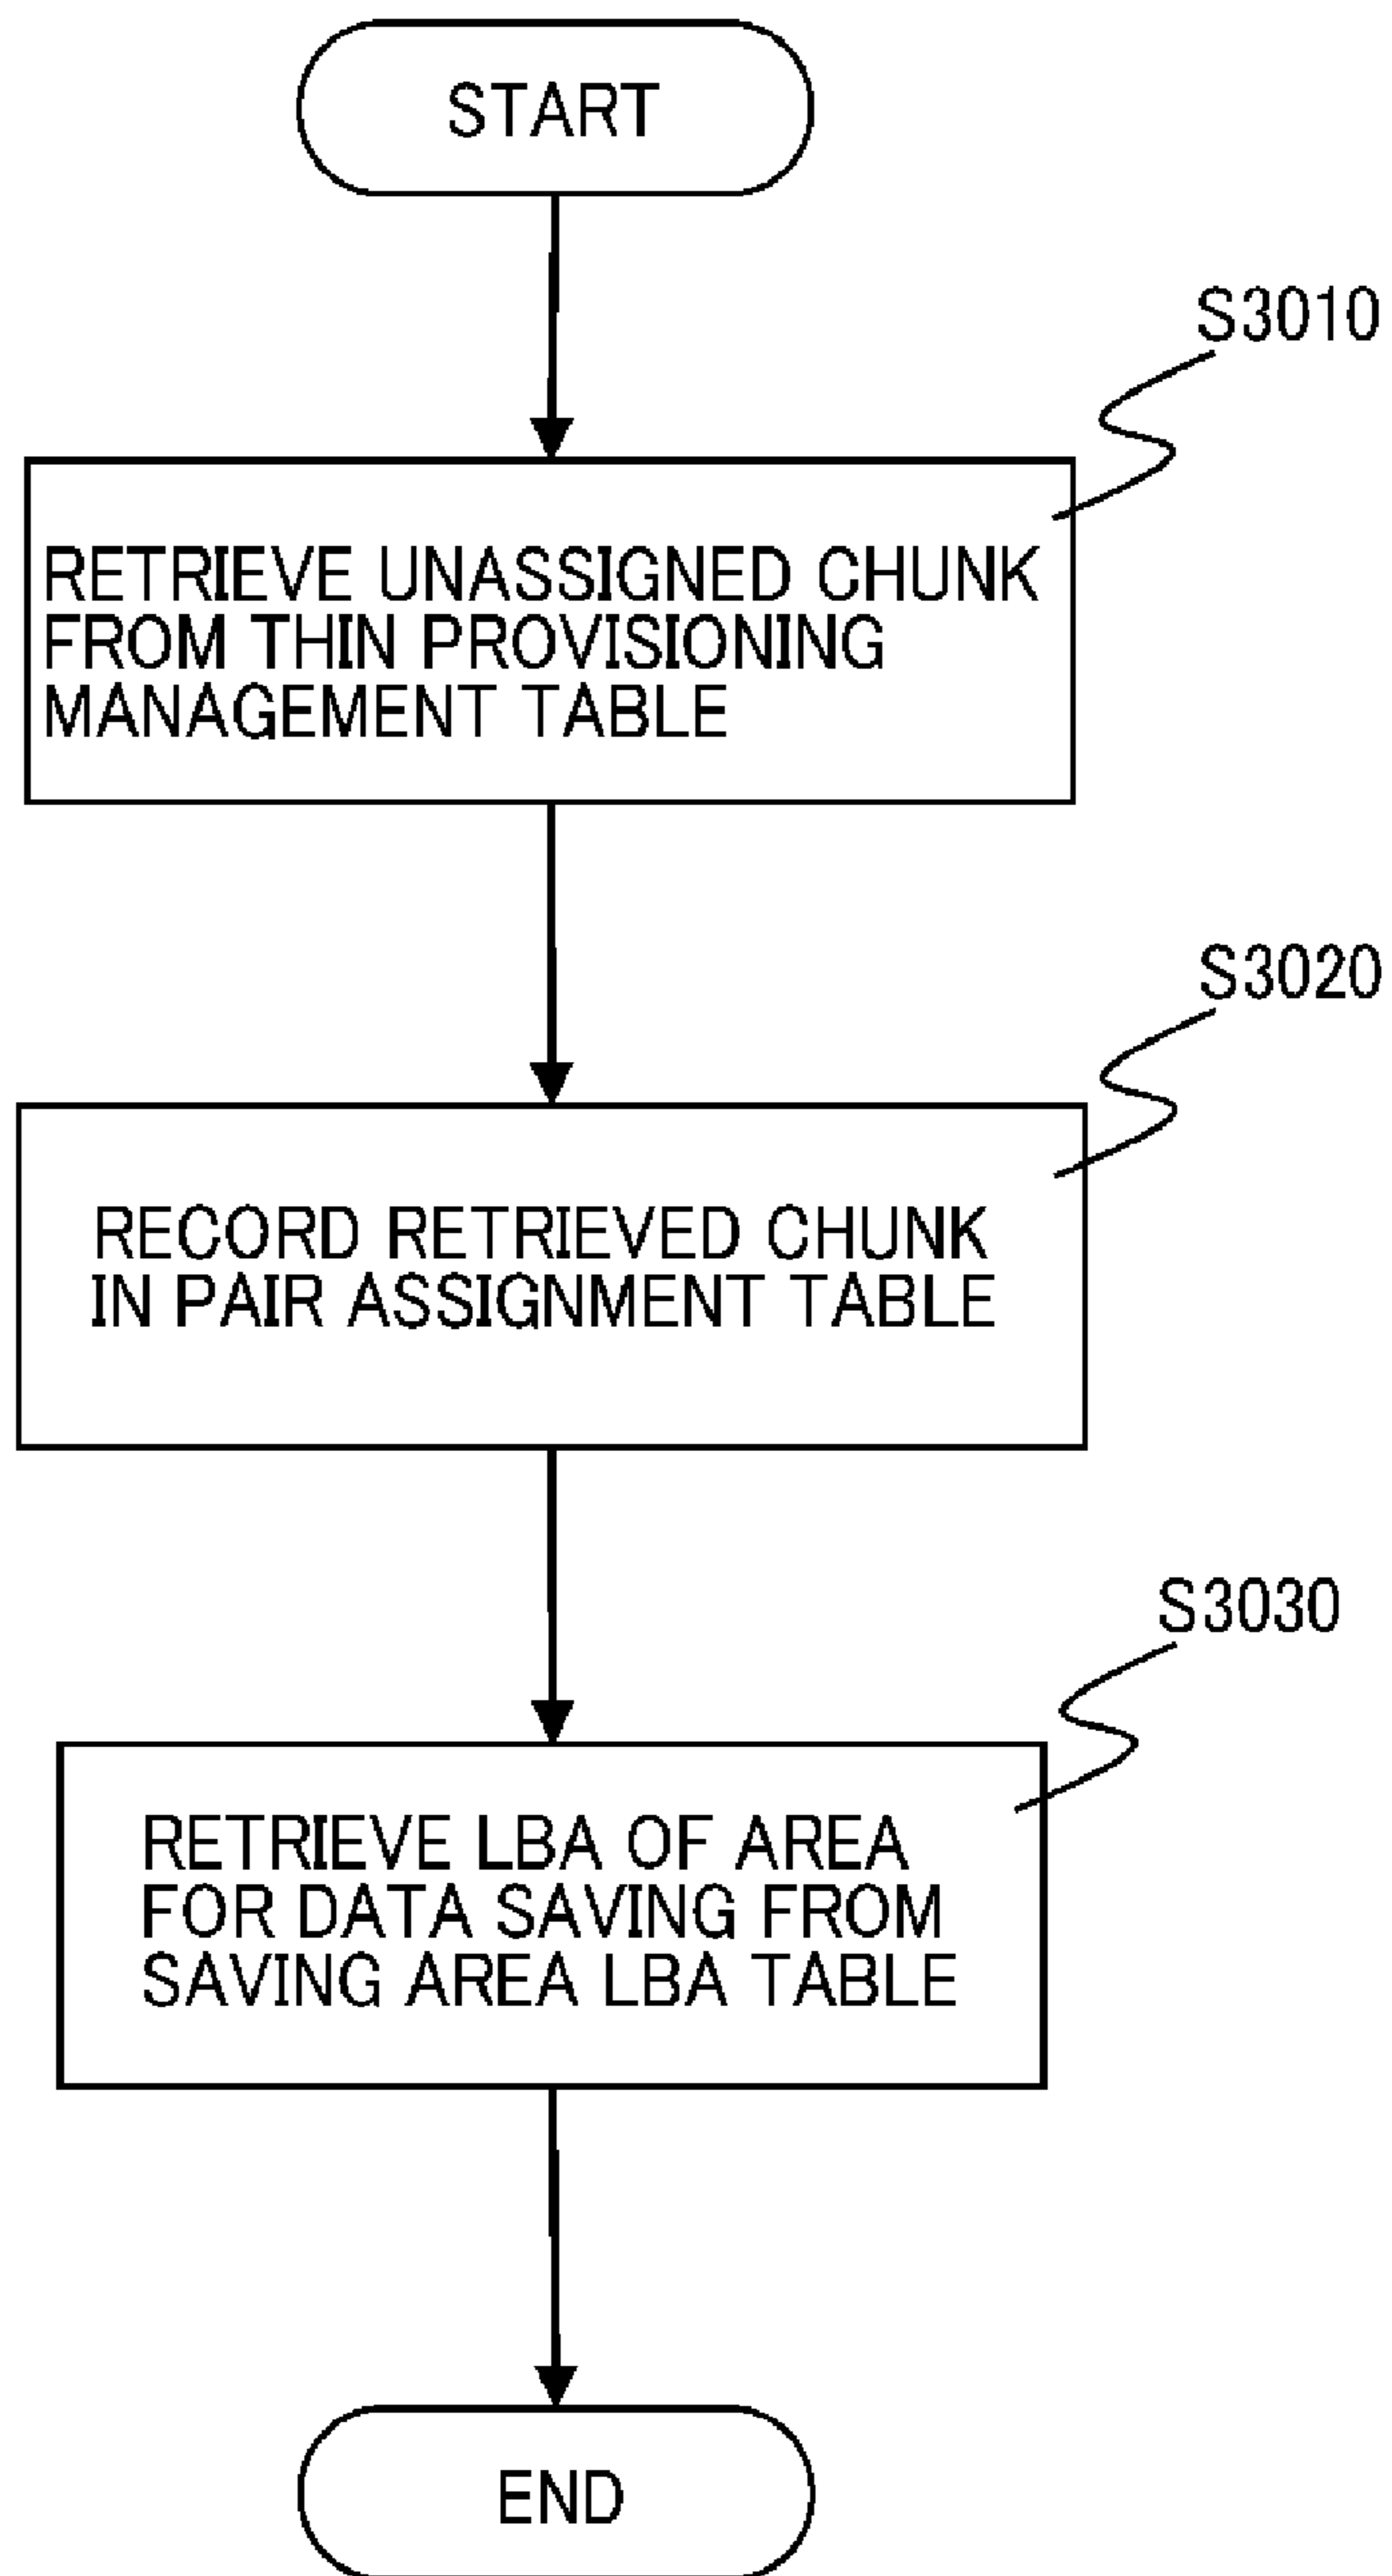 START
S3010
RETRIEVE UNASSIGNED CHUNK
FROM THIN PROVISIONING
MANAGEMENT TABLE
S3020
RECORD RETRIEVED CHUNK
IN PAIR ASSIGNMENT TABLE
S3030
RETRIEVE LBA OF AREA
FOR DATA SAVING FROM
SAVING AREA LBA TABLE
END